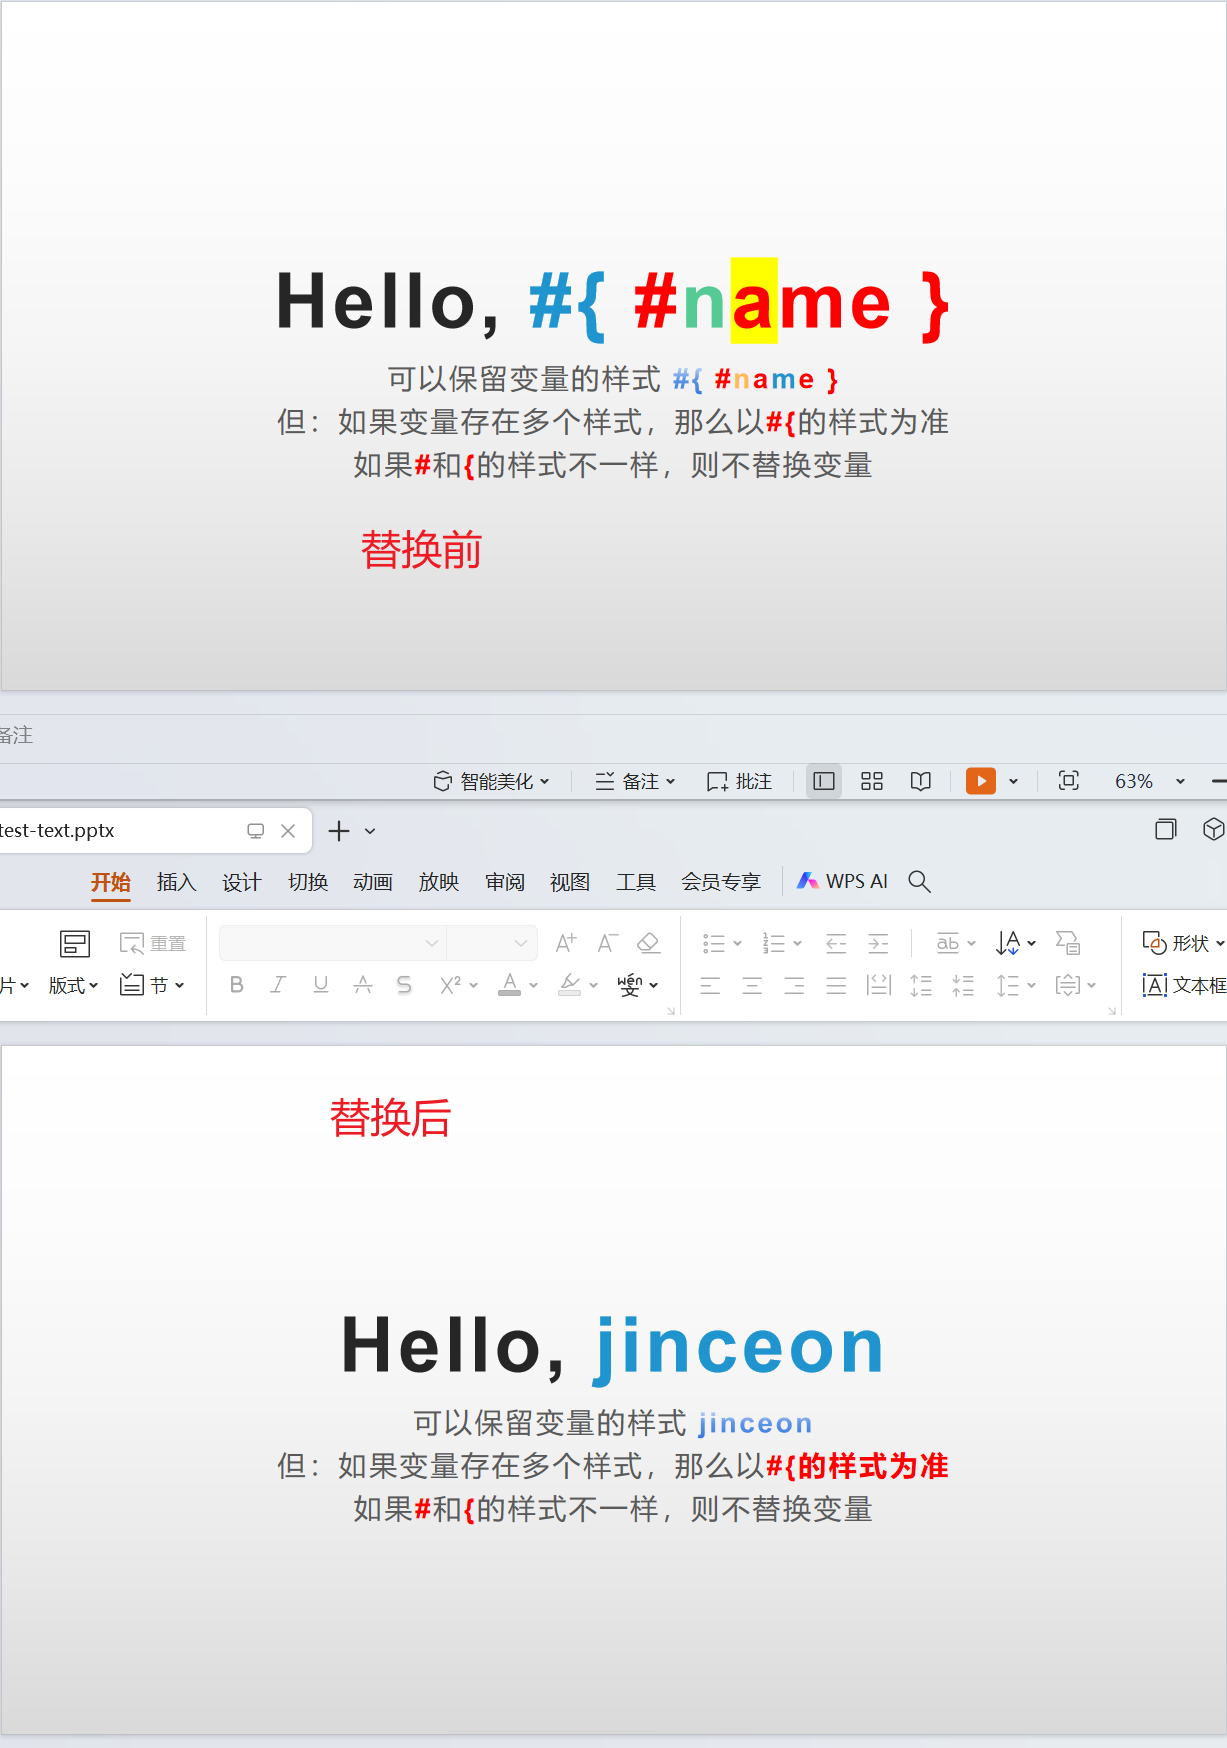 Hello, #{ #name }
可以保留变量的样式 #{ #name }
但：如果变量存在多个样式，那么以#{的样式为准
如果#和{的样式不一样，则不替换变量
替换前
备注
智能美化 备注 批注 63%
test-text.pptx
开始 插入 设计 切换 动画 放映 审阅 视图 工具 会员专享 WPS AI
重置 形状
片 版式 节 文本框
替换后
Hello, jinceon
可以保留变量的样式 jinceon
但：如果变量存在多个样式，那么以#{的样式为准
如果#和{的样式不一样，则不替换变量